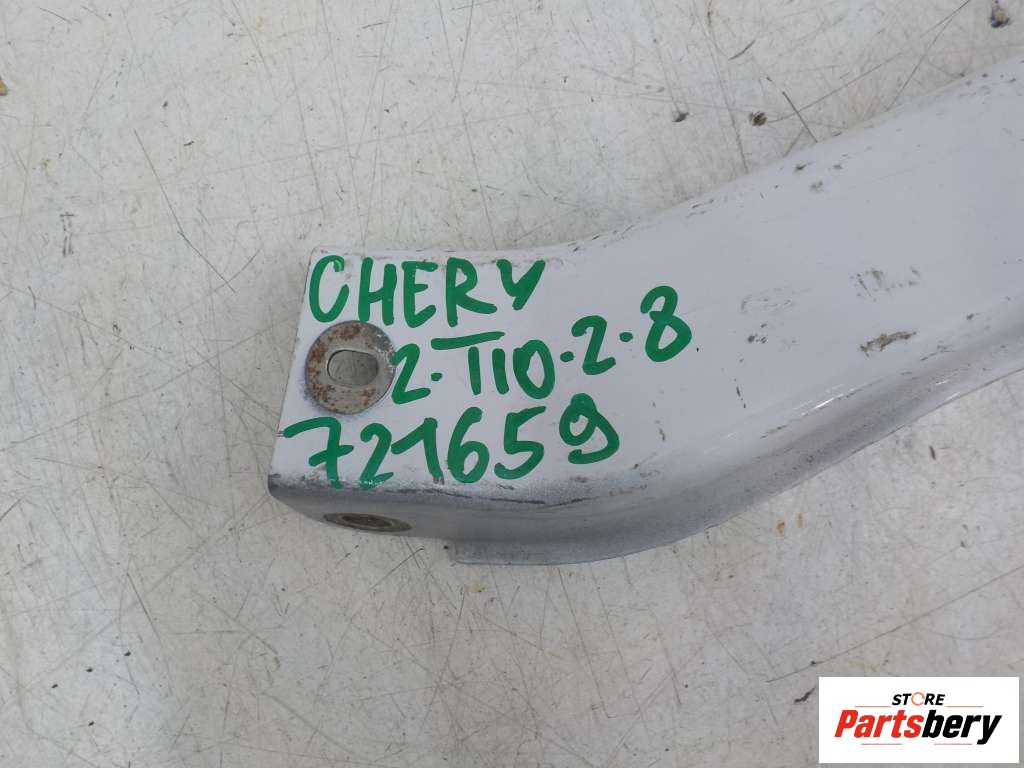 CHERY
2-T10-2-8
721659
STORE
Partsbery